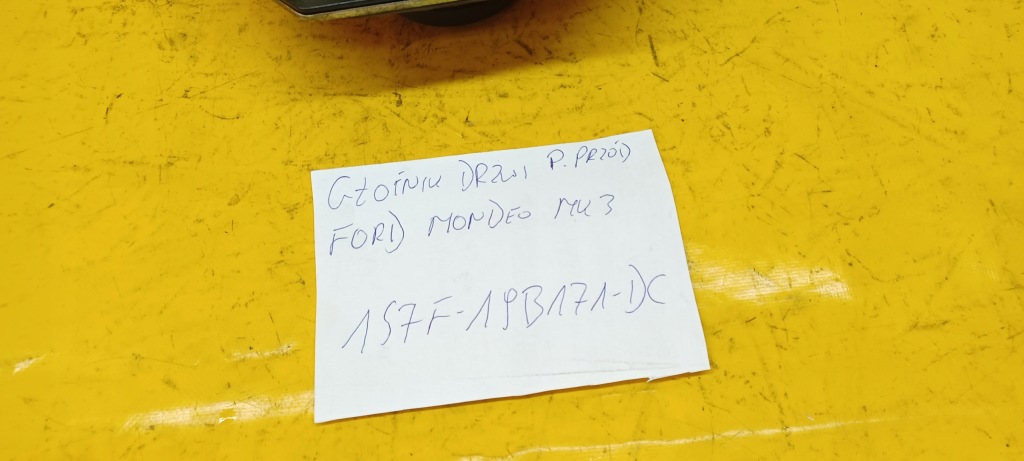 GŁOŚNIK DRZWI P. PRZÓD
FORD MONDEO MK3
1S7F-19B171-DC